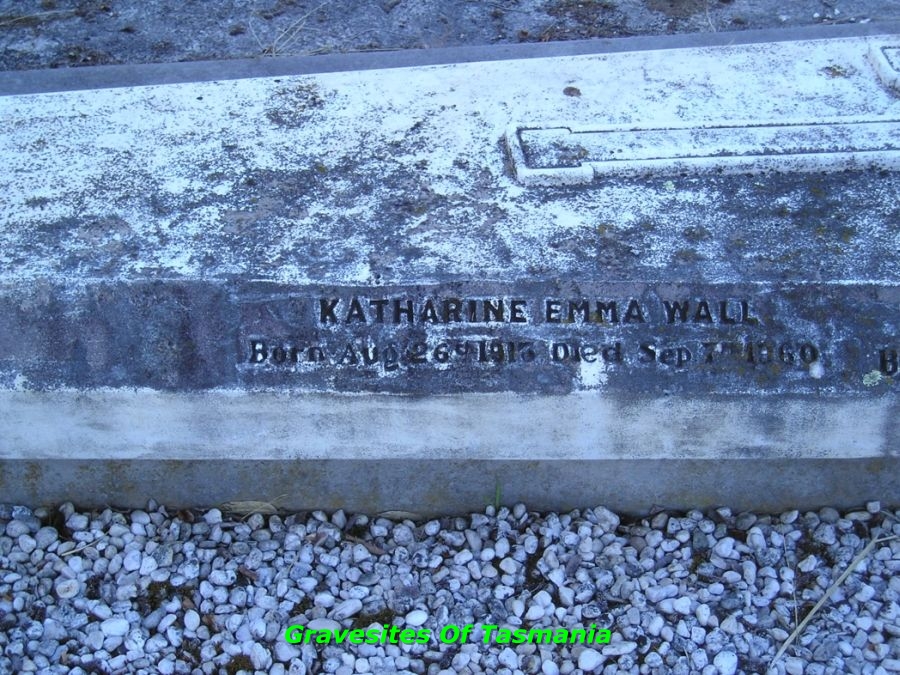 KATHARINE EMMA WALL
Born Aug 26th 1913 Died Sep 7th 1960
B
Gravesites Of Tasmania